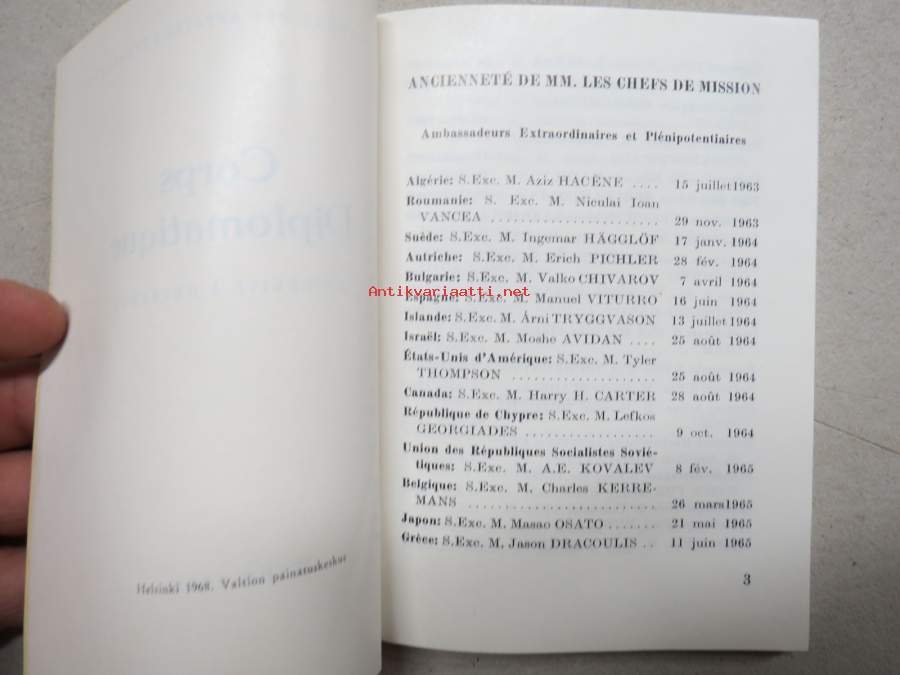 Corps
Diplomatique
Helsinki 1968. Valtion painatuskeskus
ANCIENNETÉ DE MM. LES CHEFS DE MISSION
Ambassadeurs Extraordinaires et Plénipotentiaires
Algérie: S.Exc. M. Aziz HACÈNE .... 15 juillet 1963
Roumanie: S. Exc. M. Niculai Ioan
VANCEA ...................... 29 nov. 1963
Suède: S.Exc. M. Ingemar HÄGGLÖF 17 janv. 1964
Autriche: S.Exc. M. Erich PICHLER 28 fév. 1964
Bulgarie: S.Exc. M. Valko CHIVAROV 7 avril 1964
Antikvariaatti.net
Espagne: S.Exc. M. Manuel VITURRO 16 juin 1964
Islande: S.Exc. M. Árni TRYGGVASON 13 juillet 1964
Israël: S.Exc. M. Moshe AVIDAN .... 25 août 1964
États-Unis d'Amérique: S.Exc. M. Tyler
THOMPSON ................... 25 août 1964
Canada: S.Exc. M. Harry H. CARTER 28 août 1964
République de Chypre: S.Exc. M. Lefkos
GEORGIADES ................. 9 oct. 1964
Union des Républiques Socialistes Sovié-
tiques: S.Exc. M. A.E. KOVALEV 8 fév. 1965
Belgique: S.Exc. M. Charles KERRE-
MANS ......................... 26 mars 1965
Japon: S.Exc. M. Masao OSATO ....... 21 mai 1965
Grèce: S.Exc. M. Jason DRACOULIS .. 11 juin 1965
3